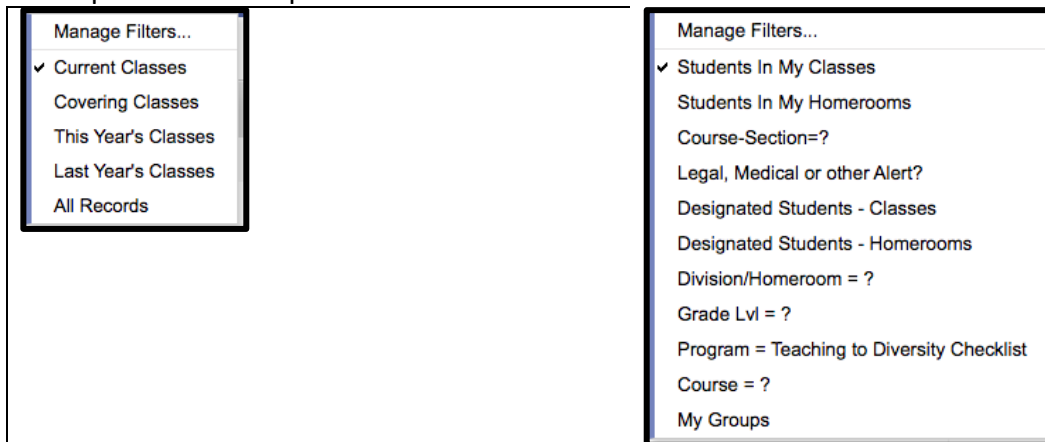 Manage Filters...
Current Classes
Covering Classes
This Year's Classes
Last Year's Classes
All Records
Manage Filters...
Students In My Classes
Students In My Homerooms
Course-Section=?
Legal, Medical or other Alert?
Designated Students - Classes
Designated Students - Homerooms
Division/Homeroom = ?
Grade Lvl = ?
Program = Teaching to Diversity Checklist
Course = ?
My Groups